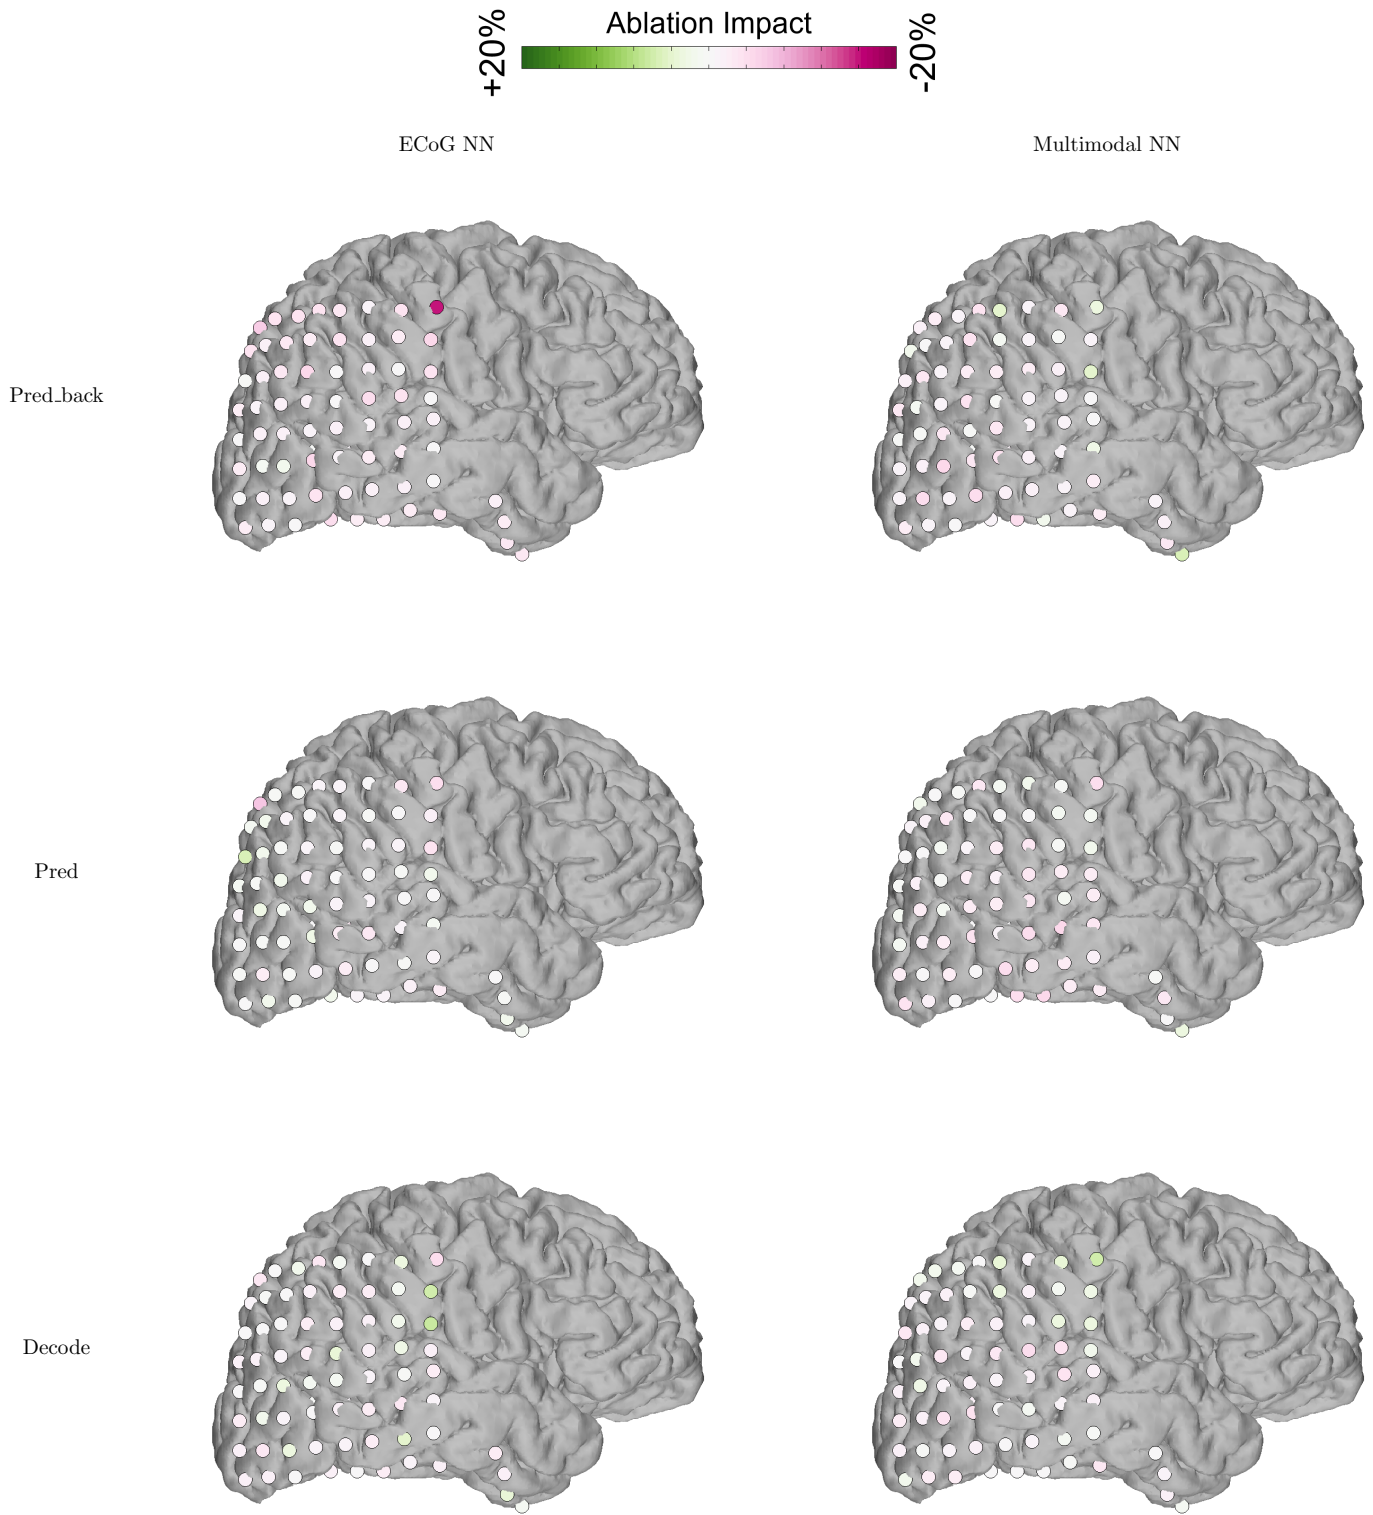 Ablation Impact
+20%
-20%
ECoG NN
Multimodal NN
Pred_back
Pred
Decode